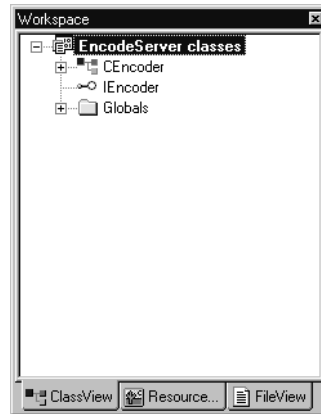 Workspace
EncodeServer classes
CEncoder
IEncoder
Globals
ClassView
Resource...
FileView